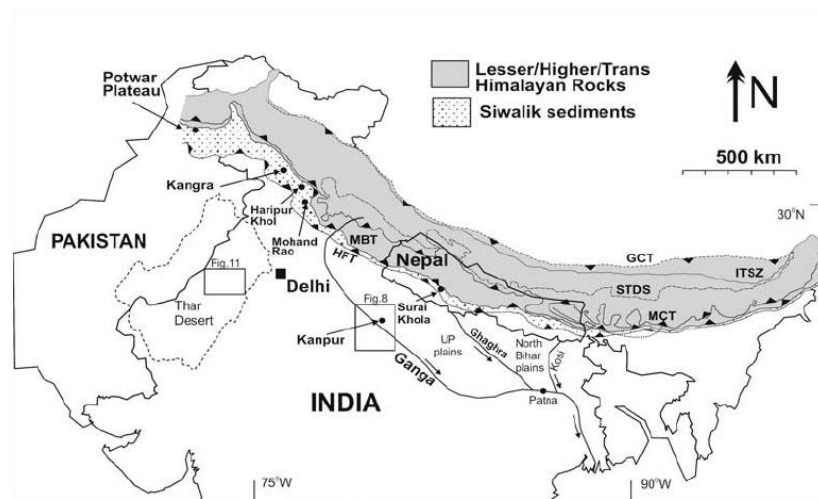 Potwar
Plateau
Lesser/Higher/Trans
Himalayan Rocks
Siwalik sediments
N
500 km
30°N
Kangra
Haripur
Khol
Mohand
Rao
PAKISTAN
MBT
HFT
Nepal
GCT
ITSZ
STDS
MCT
Fig.11
Delhi
Thar
Desert
Fig.8
Surai
Khola
Kanpur
Ganga
UP
plains
Ghaghra
North
Bihar
plains
Kosi
INDIA
Patna
75°W
90°W